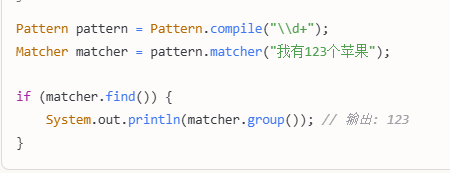 Pattern pattern = Pattern.compile("\\d+");
Matcher matcher = pattern.matcher("我有123个苹果");
if (matcher.find()) {
    System.out.println(matcher.group()); // 输出: 123
}